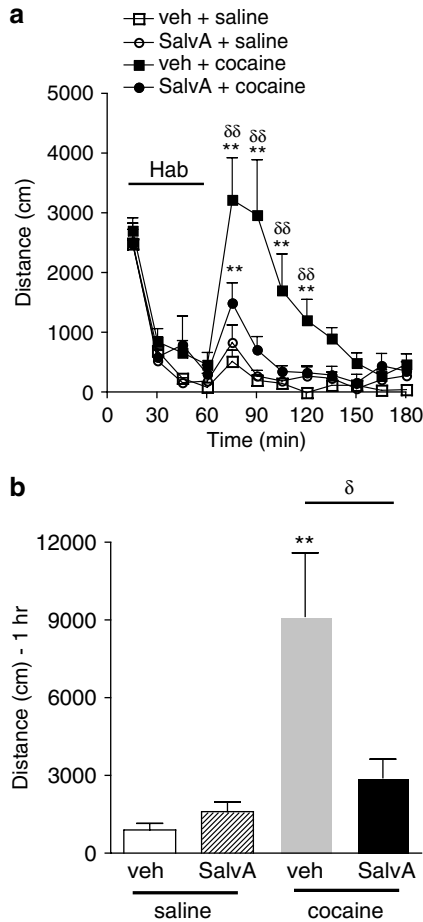 a
veh + saline
SalvA + saline
veh + cocaine
SalvA + cocaine
5000
4000
3000
2000
1000
0
Distance (cm)
Hab
δδ
**
δδ
**
δδ
**
δδ
**
**
0 30 60 90 120 150 180
Time (min)
b
δ
12000
9000
6000
3000
0
Distance (cm) - 1 hr
**
veh SalvA veh SalvA
saline cocaine